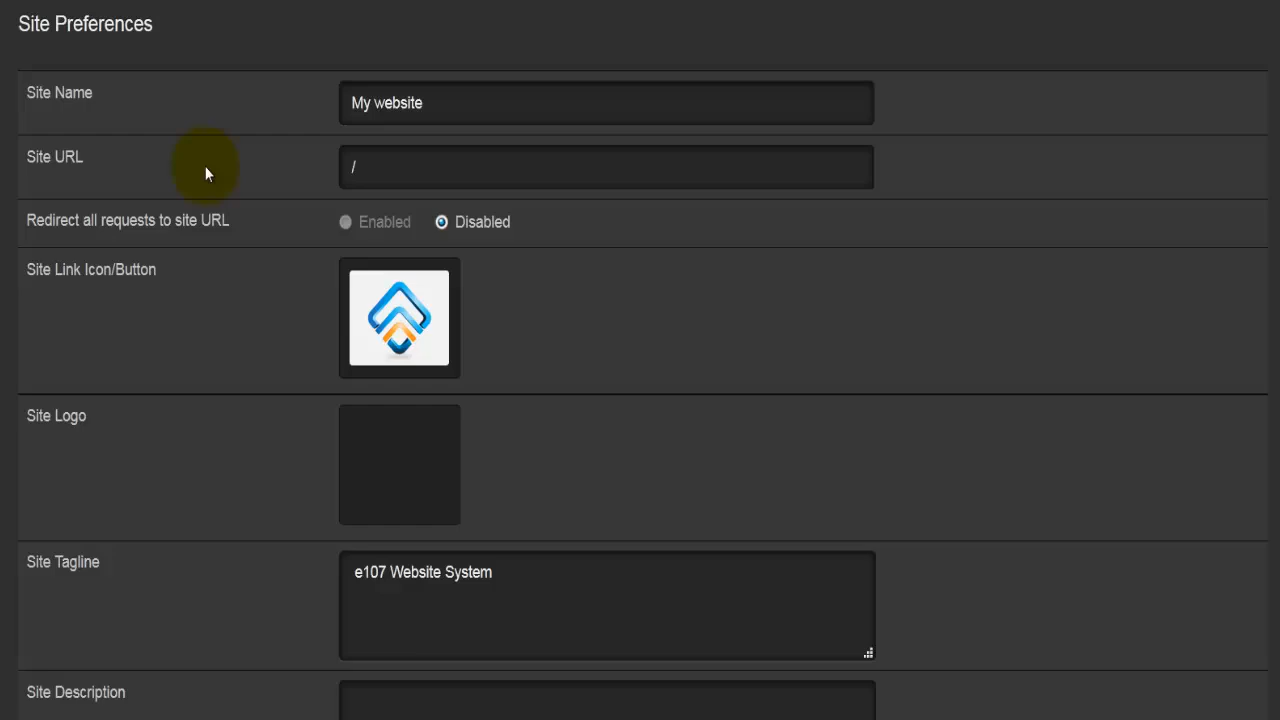 Site Preferences
Site Name
My website
Site URL
/
Redirect all requests to site URL
Enabled
Disabled
Site Link Icon/Button
Site Logo
Site Tagline
e107 Website System
Site Description